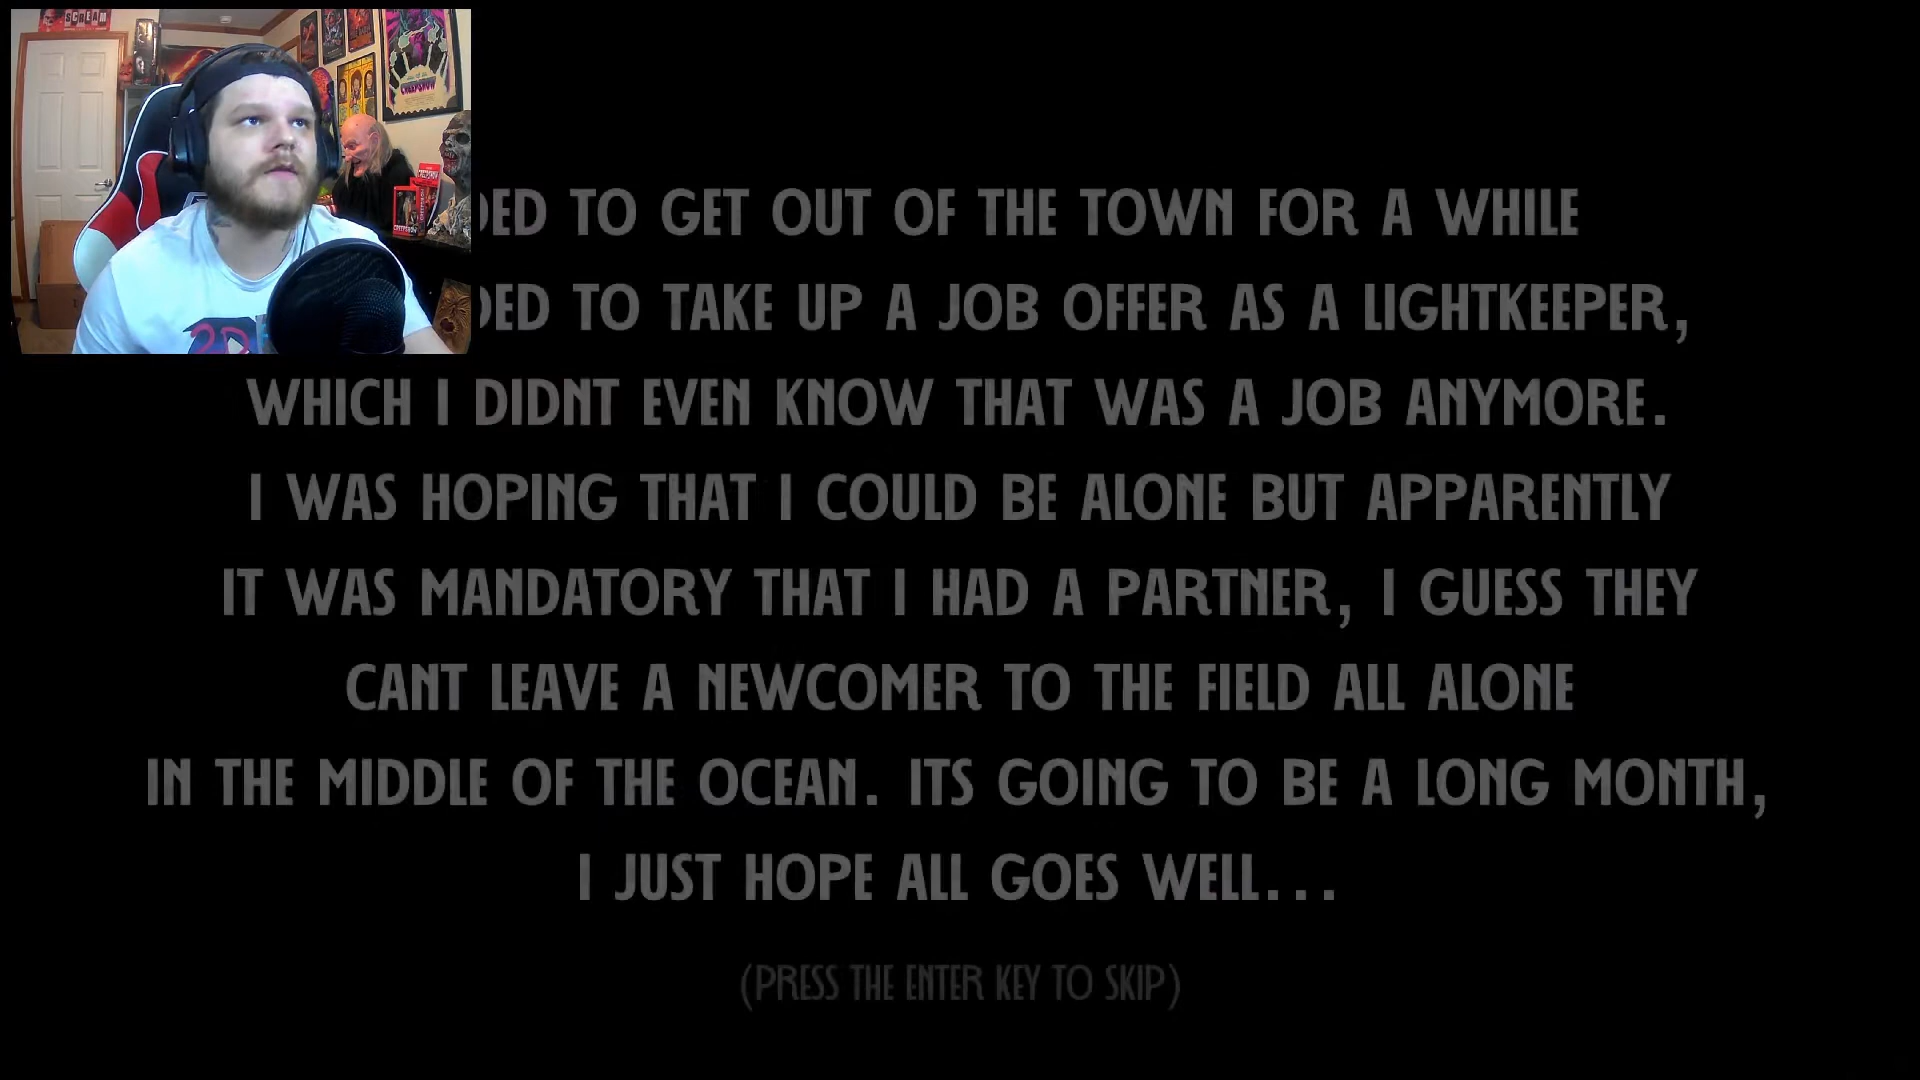 SCREAM
CREEPSHOW
CREEPSHOW
TO GET OUT OF THE TOWN FOR A WHILE
TO TAKE UP A JOB OFFER AS A LIGHTKEEPER,
WHICH I DIDNT EVEN KNOW THAT WAS A JOB ANYMORE.
I WAS HOPING THAT I COULD BE ALONE BUT APPARENTLY
IT WAS MANDATORY THAT I HAD A PARTNER, I GUESS THEY
CANT LEAVE A NEWCOMER TO THE FIELD ALL ALONE
IN THE MIDDLE OF THE OCEAN. ITS GOING TO BE A LONG MONTH,
I JUST HOPE ALL GOES WELL...
(PRESS THE ENTER KEY TO SKIP)